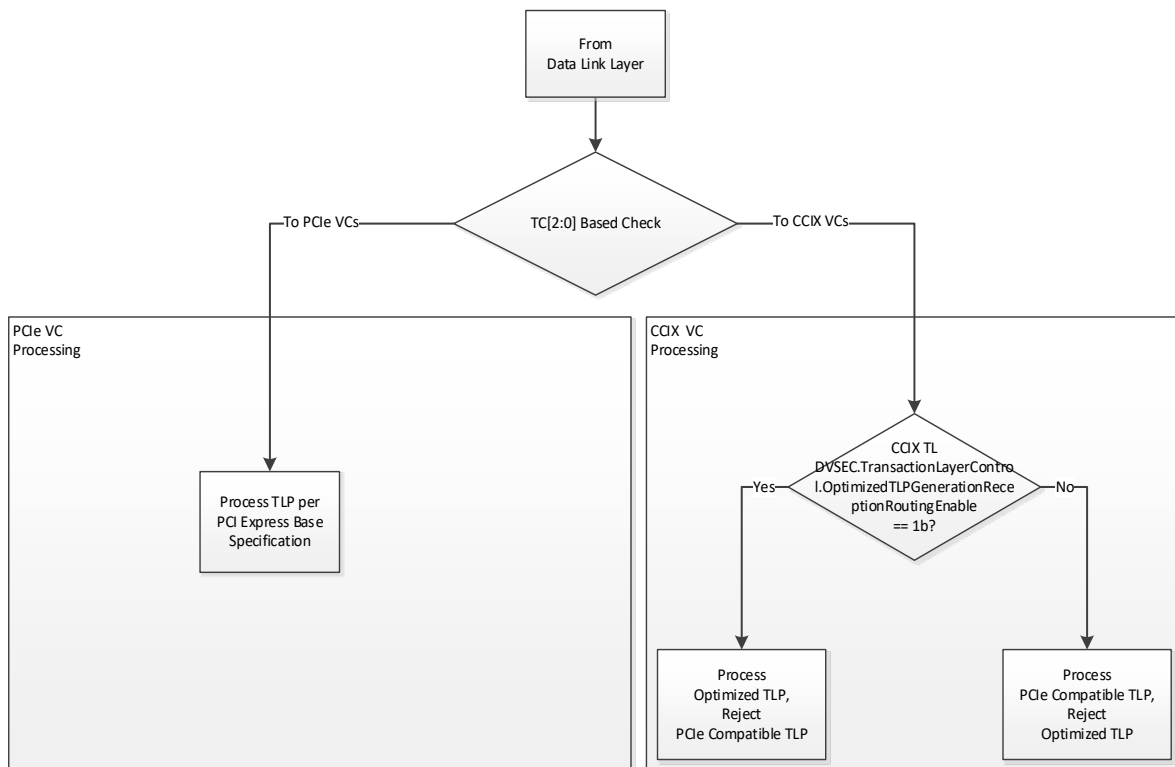 From
Data Link Layer
TC[2:0] Based Check
To PCIe VCs
To CCIX VCs
PCIe VC
Processing
CCIX VC
Processing
Process TLP per
PCI Express Base
Specification
CCIX TL
DVSEC.TransactionLayerContro
l.OptimizedTLPGenerationRece
ptionRoutingEnable
== 1b?
Yes
No
Process
Optimized TLP,
Reject
PCIe Compatible TLP
Process
PCIe Compatible TLP,
Reject
Optimized TLP